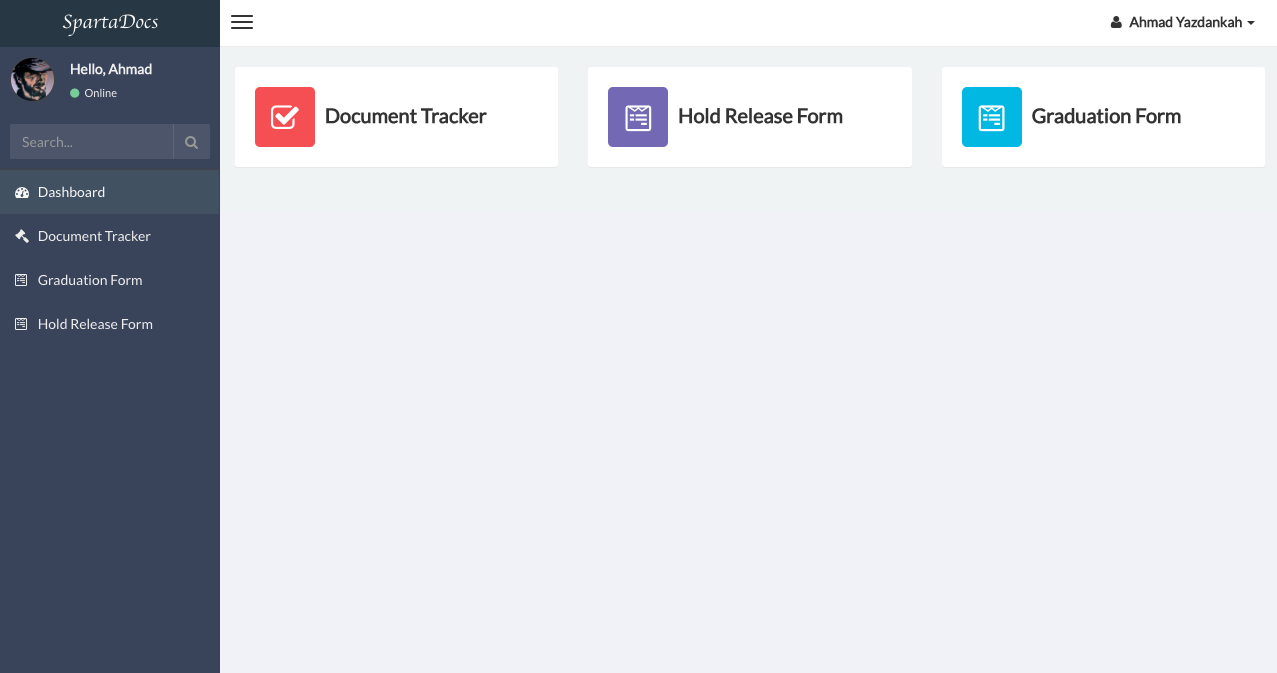 SpartaDocs
Ahmad Yazdankah
Hello, Ahmad
Online
Search...
Dashboard
Document Tracker
Graduation Form
Hold Release Form
Document Tracker
Hold Release Form
Graduation Form